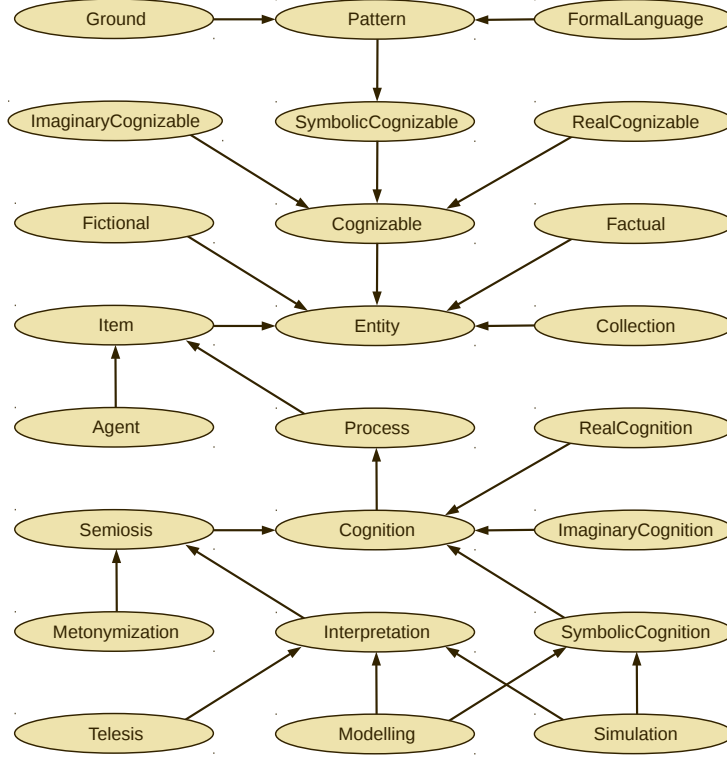 Ground
Pattern
FormalLanguage
ImaginaryCognizable
SymbolicCognizable
RealCognizable
Fictional
Cognizable
Factual
Item
Entity
Collection
Agent
Process
RealCognition
Semiosis
Cognition
ImaginaryCognition
Metonymization
Interpretation
SymbolicCognition
Telesis
Modelling
Simulation